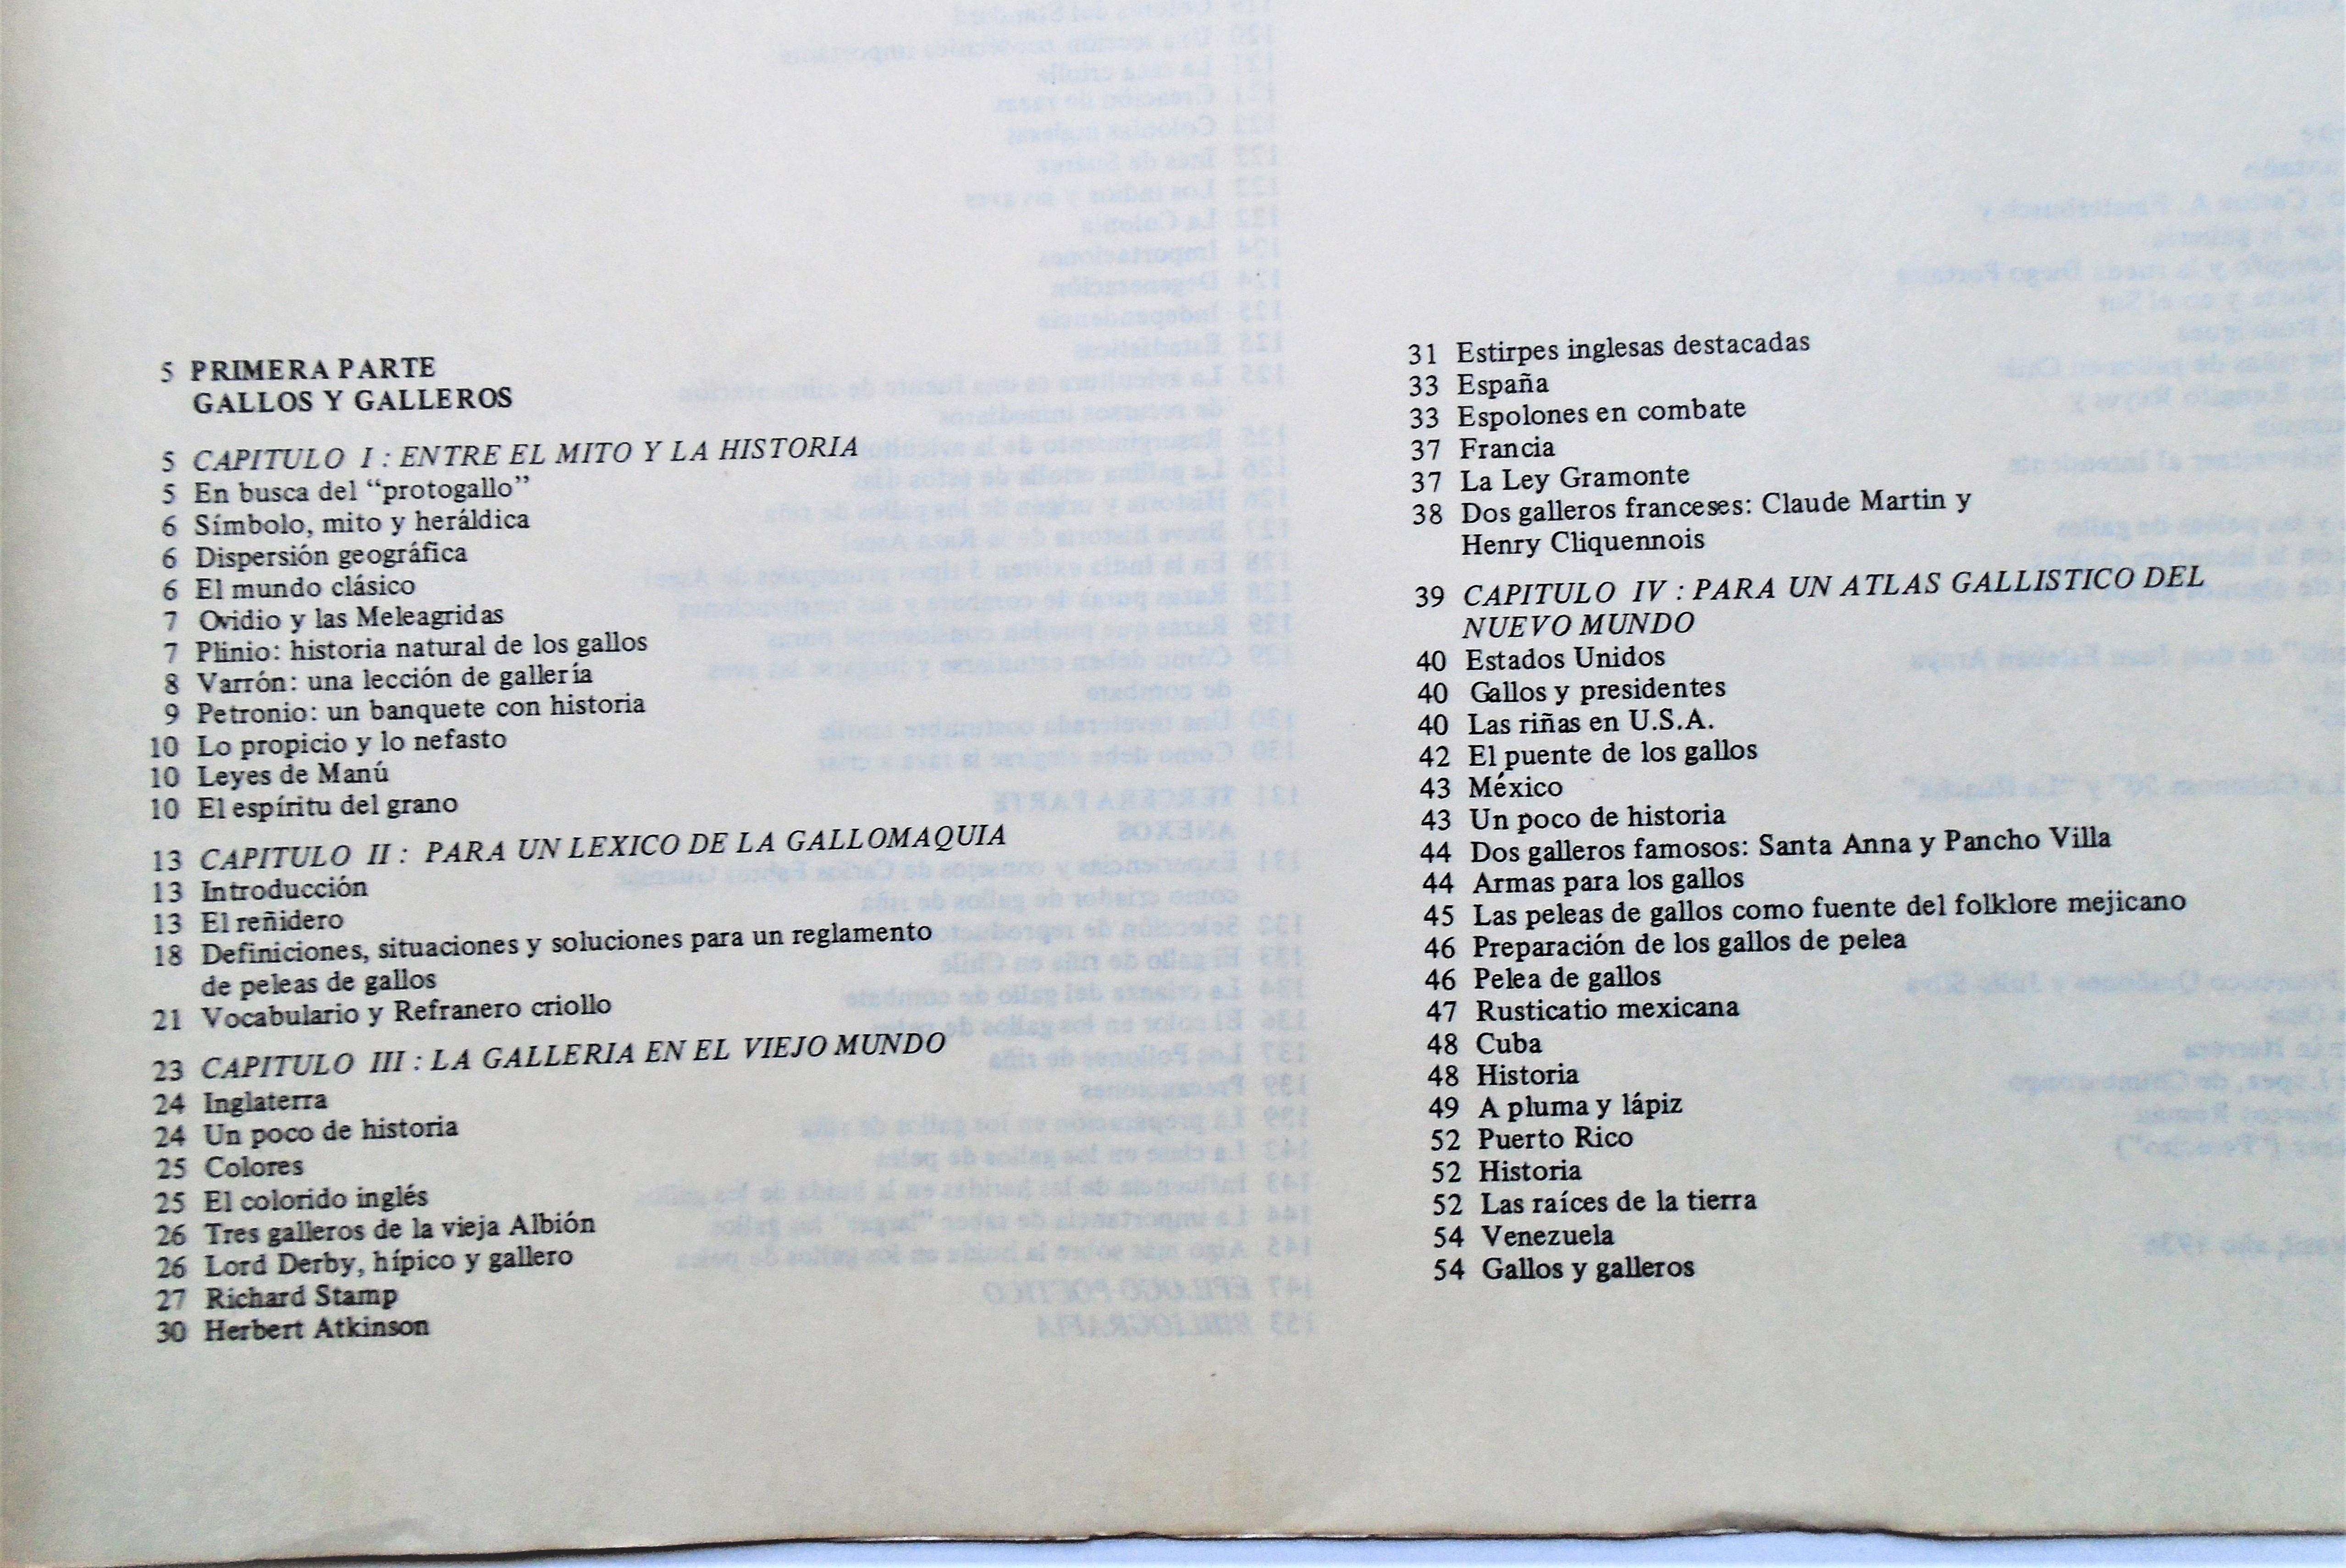 5 PRIMERA PARTE
GALLOS Y GALLEROS
5 CAPITULO I : ENTRE EL MITO Y LA HISTORIA
5 En busca del “protogallo”
6 Símbolo, mito y heráldica
6 Dispersión geográfica
6 El mundo clásico
7 Ovidio y las Meleagridas
7 Plinio: historia natural de los gallos
8 Varrón: una lección de gallería
9 Petronio: un banquete con historia
10 Lo propicio y lo nefasto
10 Leyes de Manú
10 El espíritu del grano
13 CAPITULO II : PARA UN LEXICO DE LA GALLOMAQUIA
13 Introducción
13 El reñidero
18 Definiciones, situaciones y soluciones para un reglamento
de peleas de gallos
21 Vocabulario y Refranero criollo
23 CAPITULO III : LA GALLERIA EN EL VIEJO MUNDO
24 Inglaterra
24 Un poco de historia
25 Colores
25 El colorido inglés
26 Tres galleros de la vieja Albión
26 Lord Derby, hípico y gallero
27 Richard Stamp
30 Herbert Atkinson
31 Estirpes inglesas destacadas
33 España
33 Espolones en combate
37 Francia
37 La Ley Gramonte
38 Dos galleros franceses: Claude Martin y
Henry Cliquennois
39 CAPITULO IV : PARA UN ATLAS GALLISTICO DEL
NUEVO MUNDO
40 Estados Unidos
40 Gallos y presidentes
40 Las riñas en U.S.A.
42 El puente de los gallos
43 México
43 Un poco de historia
44 Dos galleros famosos: Santa Anna y Pancho Villa
44 Armas para los gallos
45 Las peleas de gallos como fuente del folklore mejicano
46 Preparación de los gallos de pelea
46 Pelea de gallos
47 Rusticatio mexicana
48 Cuba
48 Historia
49 A pluma y lápiz
52 Puerto Rico
52 Historia
52 Las raíces de la tierra
54 Venezuela
54 Gallos y galleros